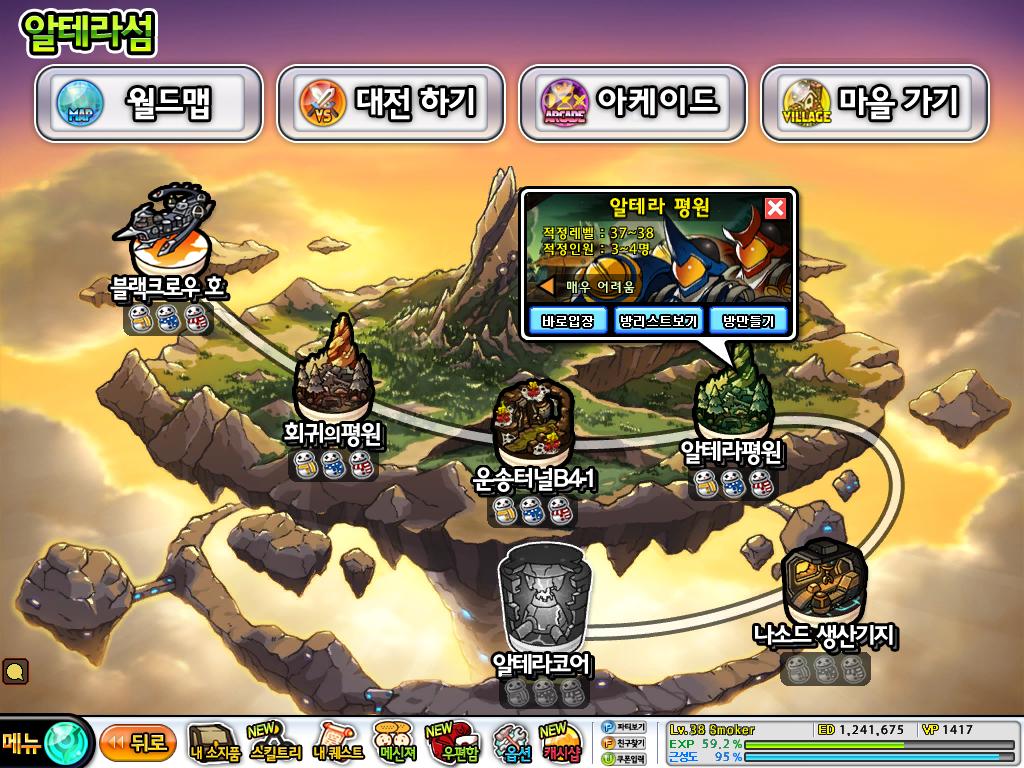 알테라섬
MAP 월드맵
VS 대전 하기
ARCADE 아케이드
VILLAGE 마을 가기
알테라 평원
적정레벨 : 37~38
적정인원 : 3~4명
매우 어려움
바로입장 방리스트보기 방만들기
블랙크로우 호
회귀의평원
운송터널B4-1
알테라평원
나소드 생산기지
알테라코어
메뉴
뒤로
내 소지품
NEW 스킬트리
내 퀘스트
메신저
NEW 우편함
옵션
NEW 캐시샵
P 파티보기
F 친구찾기
U 쿠폰입력
Lv.38 Smoker ED 1,241,675 VP 1417
EXP 59.2%
근성도 95%